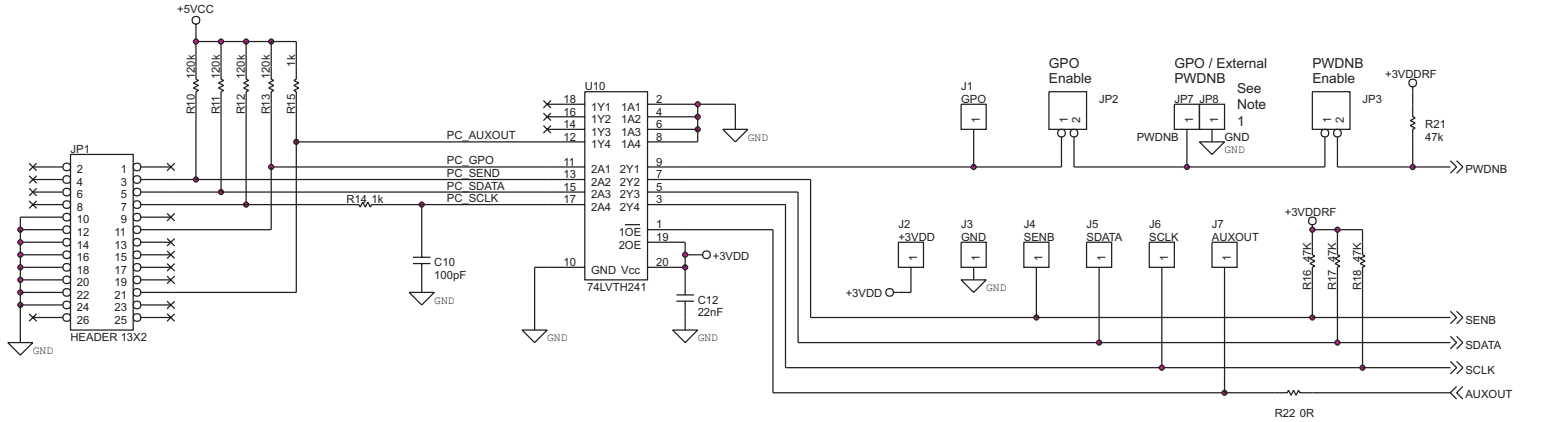 +5VCC
R10 120k
R11 120k
R12 120k
R13 120k
R15 1k
JP1
2 1
4 3
6 5
8 7
10 9
12 11
14 13
16 15
18 17
20 19
22 21
24 23
26 25
HEADER 13X2
GND
R14 1k
PC_AUXOUT
PC_GPO
PC_SEND
PC_SDATA
PC_SCLK
C10
100pF
GND
U10
18 1Y1 1A1 2
16 1Y2 1A2 4
14 1Y3 1A3 6
12 1Y4 1A4 8
11 2A1 2Y1 9
13 2A2 2Y2 7
15 2A3 2Y3 5
17 2A4 2Y4 3
1OE 1
2OE 19
10 GND Vcc 20
74LVTH241
GND
GND
+3VDD
C12
22nF
GND
J1
GPO
1
GPO
Enable
JP2
1 2
GPO / External
PWDNB
See
Note
1
JP7 JP8
1 1
PWDNB
GND
GND
PWDNB
Enable
JP3
1 2
+3VDDRF
R21
47k
PWDNB
J2
+3VDD
1
+3VDD
J3
GND
1
GND
J4
SENB
1
J5
SDATA
1
J6
SCLK
1
J7
AUXOUT
1
+3VDDRF
R16 47K
R17 47K
R18 47K
SENB
SDATA
SCLK
AUXOUT
R22 0R